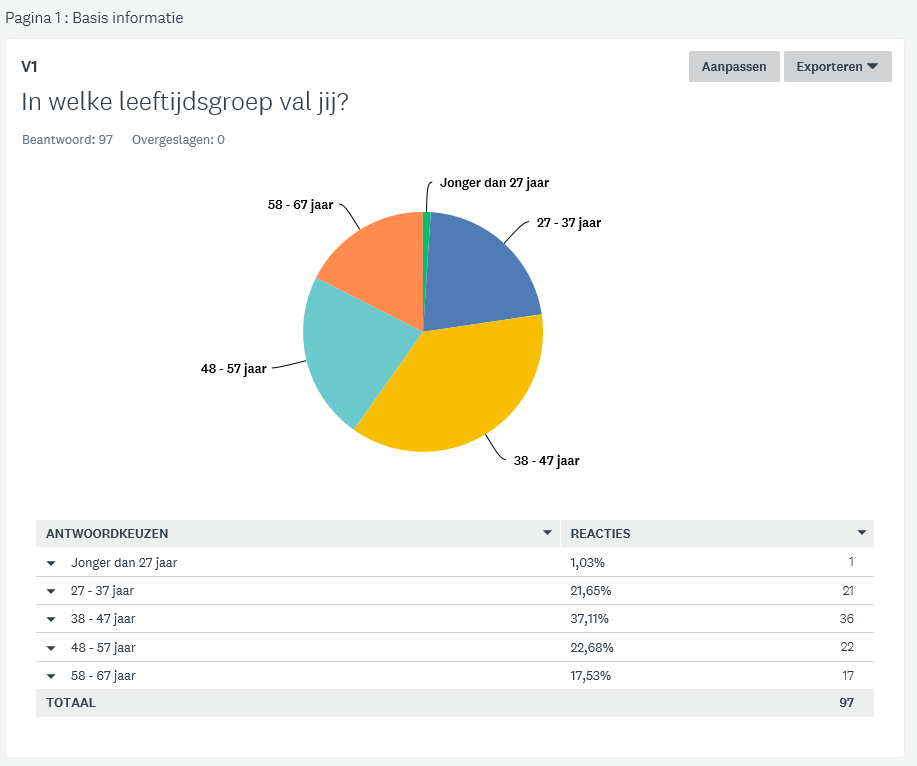 Pagina 1 : Basis informatie
V1
Aanpassen
Exporteren
In welke leeftijdsgroep val jij?
Beantwoord: 97 Overgeslagen: 0
Jonger dan 27 jaar
58 - 67 jaar
27 - 37 jaar
48 - 57 jaar
38 - 47 jaar
ANTWOORDKEUZEN REACTIES
Jonger dan 27 jaar 1,03% 1
27 - 37 jaar 21,65% 21
38 - 47 jaar 37,11% 36
48 - 57 jaar 22,68% 22
58 - 67 jaar 17,53% 17
TOTAAL 97